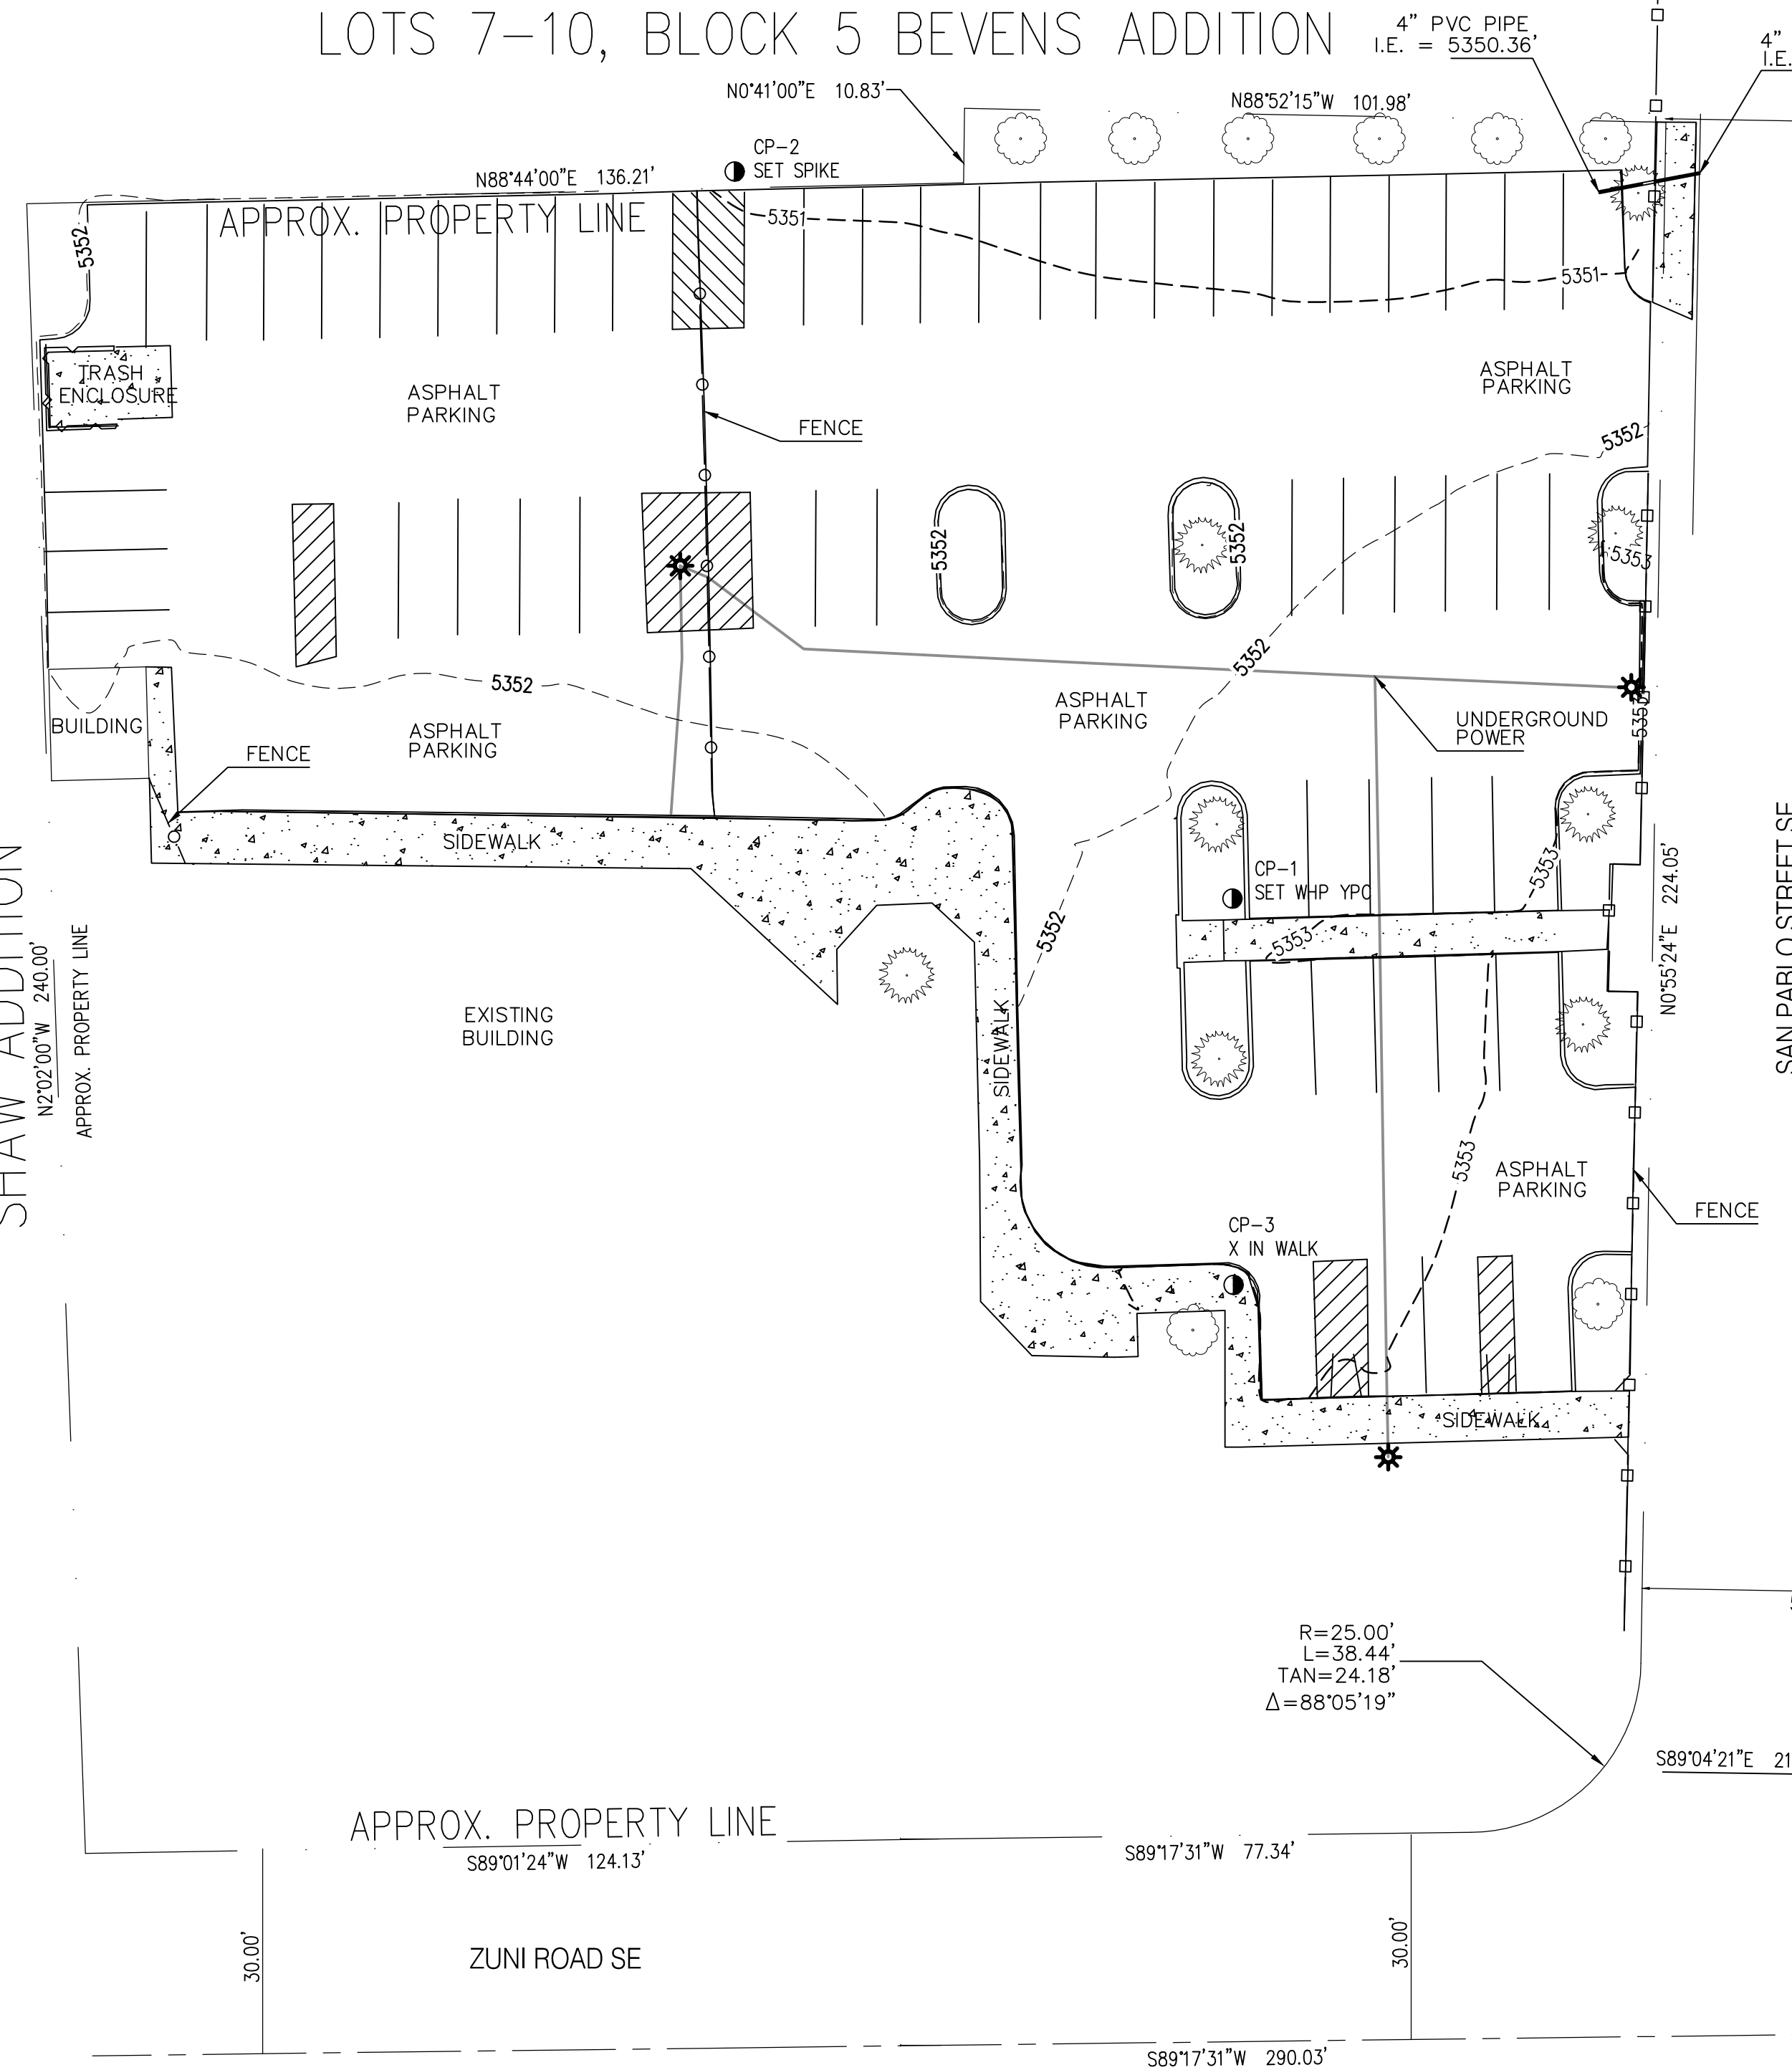 LOTS 7-10, BLOCK 5 BEVENS ADDITION
4" PVC PIPE
I.E. = 5350.36'
4"
I.E.
N0°41'00"E 10.83'
N88°52'15"W 101.98'
CP-2
SET SPIKE
N88°44'00"E 136.21'
APPROX. PROPERTY LINE
5352
5351
5351
TRASH
ENCLOSURE
ASPHALT
PARKING
FENCE
ASPHALT
PARKING
5352
5352
5352
5353
5352
5352
BUILDING
ASPHALT
PARKING
FENCE
ASPHALT
PARKING
UNDERGROUND
POWER
5353
SIDEWALK
CP-1
SET WHP YPC
5353
5353
5352
N0°55'24"E 224.05'
SAN PABLO STREET SE
SHAW ADDITION
N2°02'00"W 240.00'
APPROX. PROPERTY LINE
EXISTING
BUILDING
SIDEWALK
5353
ASPHALT
PARKING
FENCE
CP-3
X IN WALK
SIDEWALK
R=25.00'
L=38.44'
TAN=24.18'
Δ=88°05'19"
S89°04'21"E 21
APPROX. PROPERTY LINE
S89°01'24"W 124.13'
S89°17'31"W 77.34'
30.00'
ZUNI ROAD SE
30.00'
S89°17'31"W 290.03'